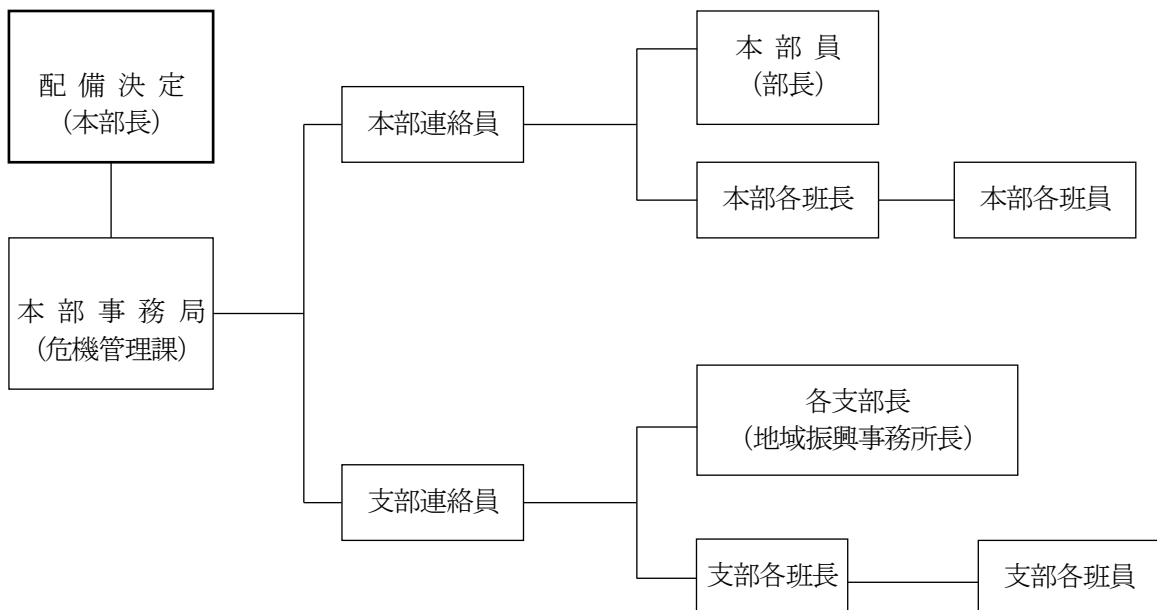 配備決定
(本部長)
本部事務局
(危機管理課)
本部連絡員
本部員
(部長)
本部各班長
本部各班員
支部連絡員
各支部長
(地域振興事務所長)
支部各班長
支部各班員